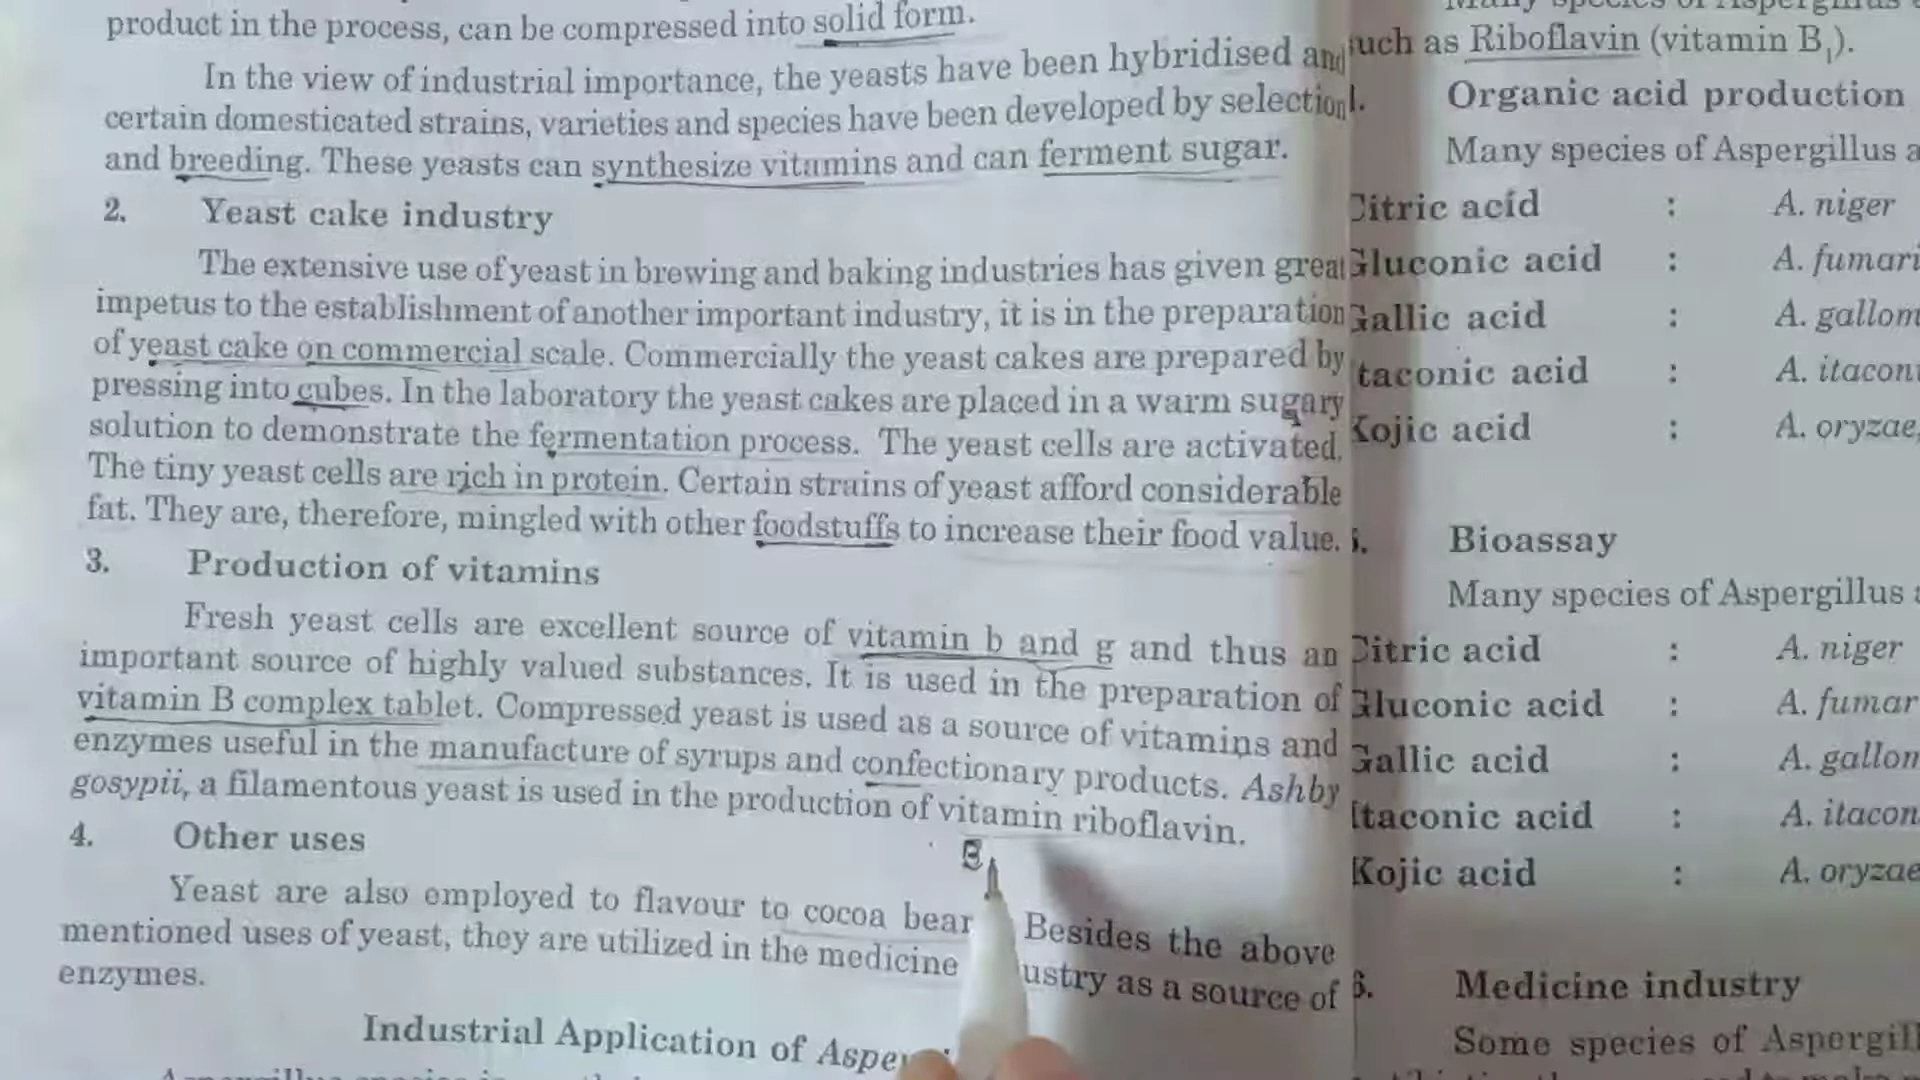 product in the process, can be compressed into solid form.
In the view of industrial importance, the yeasts have been hybridised and
certain domesticated strains, varieties and species have been developed by selection
and breeding. These yeasts can synthesize vitamins and can ferment sugar.
2. Yeast cake industry
The extensive use of yeast in brewing and baking industries has given great
impetus to the establishment of another important industry, it is in the preparation
of yeast cake on commercial scale. Commercially the yeast cakes are prepared by
pressing into cubes. In the laboratory the yeast cakes are placed in a warm sugary
solution to demonstrate the fermentation process. The yeast cells are activated.
The tiny yeast cells are rich in protein. Certain strains of yeast afford considerable
fat. They are, therefore, mingled with other foodstuffs to increase their food value.
3. Production of vitamins
Fresh yeast cells are excellent source of vitamin b and g and thus an
important source of highly valued substances. It is used in the preparation of
vitamin B complex tablet. Compressed yeast is used as a source of vitamins and
enzymes useful in the manufacture of syrups and confectionary products. Ashby
gosypii, a filamentous yeast is used in the production of vitamin riboflavin.
B
4. Other uses
Yeast are also employed to flavour to cocoa bear Besides the above
mentioned uses of yeast, they are utilized in the medicine ustry as a source of
enzymes.
Industrial Application of Asper
such as Riboflavin (vitamin B1).
Organic acid production
Many species of Aspergillus a
Citric acid : A. niger
Gluconic acid : A. fumari
Gallic acid : A. gallom
taconic acid : A. itacon
Kojic acid : A. oryzae,
5. Bioassay
Many species of Aspergillus
Citric acid : A. niger
Gluconic acid : A. fumar
Gallic acid : A. gallon
Itaconic acid : A. itacon
Kojic acid : A. oryzae
6. Medicine industry
Some species of Aspergill